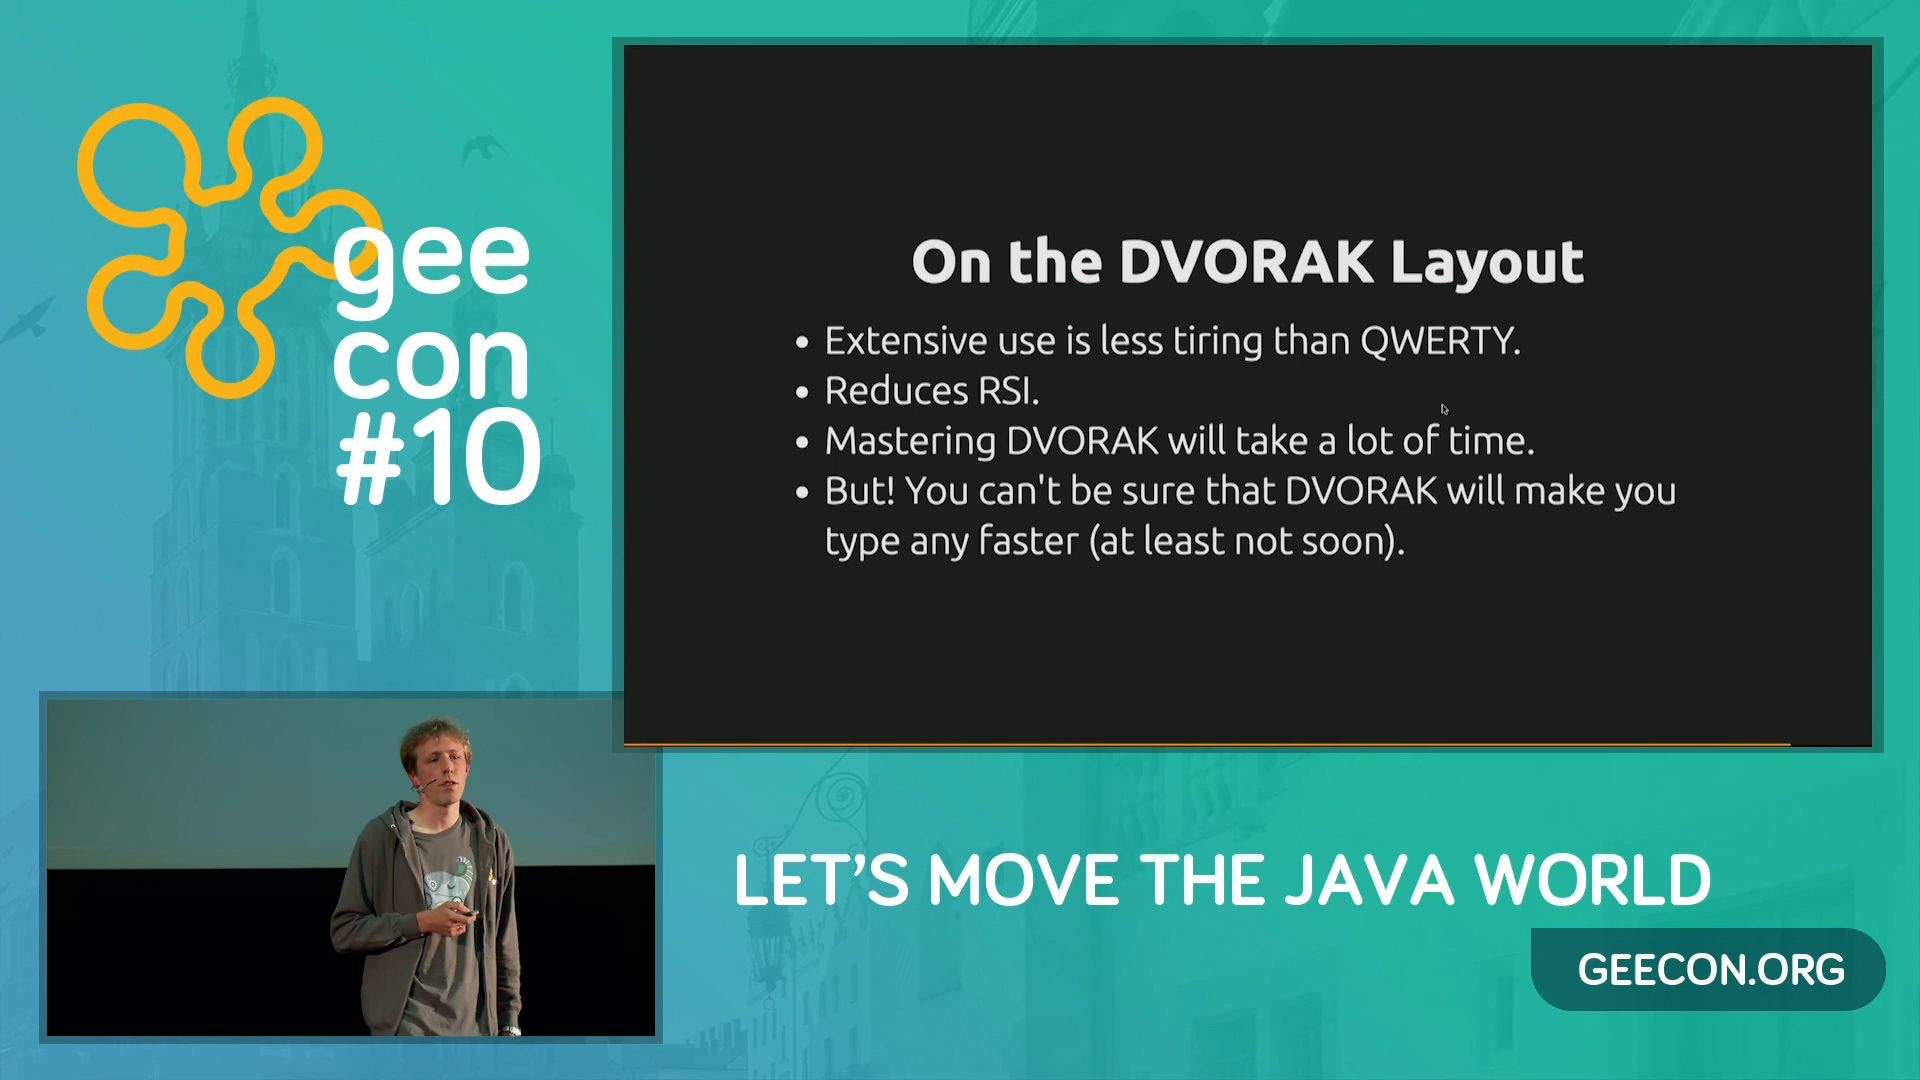 gee
con
#10
On the DVORAK Layout
• Extensive use is less tiring than QWERTY.
• Reduces RSI.
• Mastering DVORAK will take a lot of time.
• But! You can't be sure that DVORAK will make you
type any faster (at least not soon).
LET'S MOVE THE JAVA WORLD
GEECON.ORG